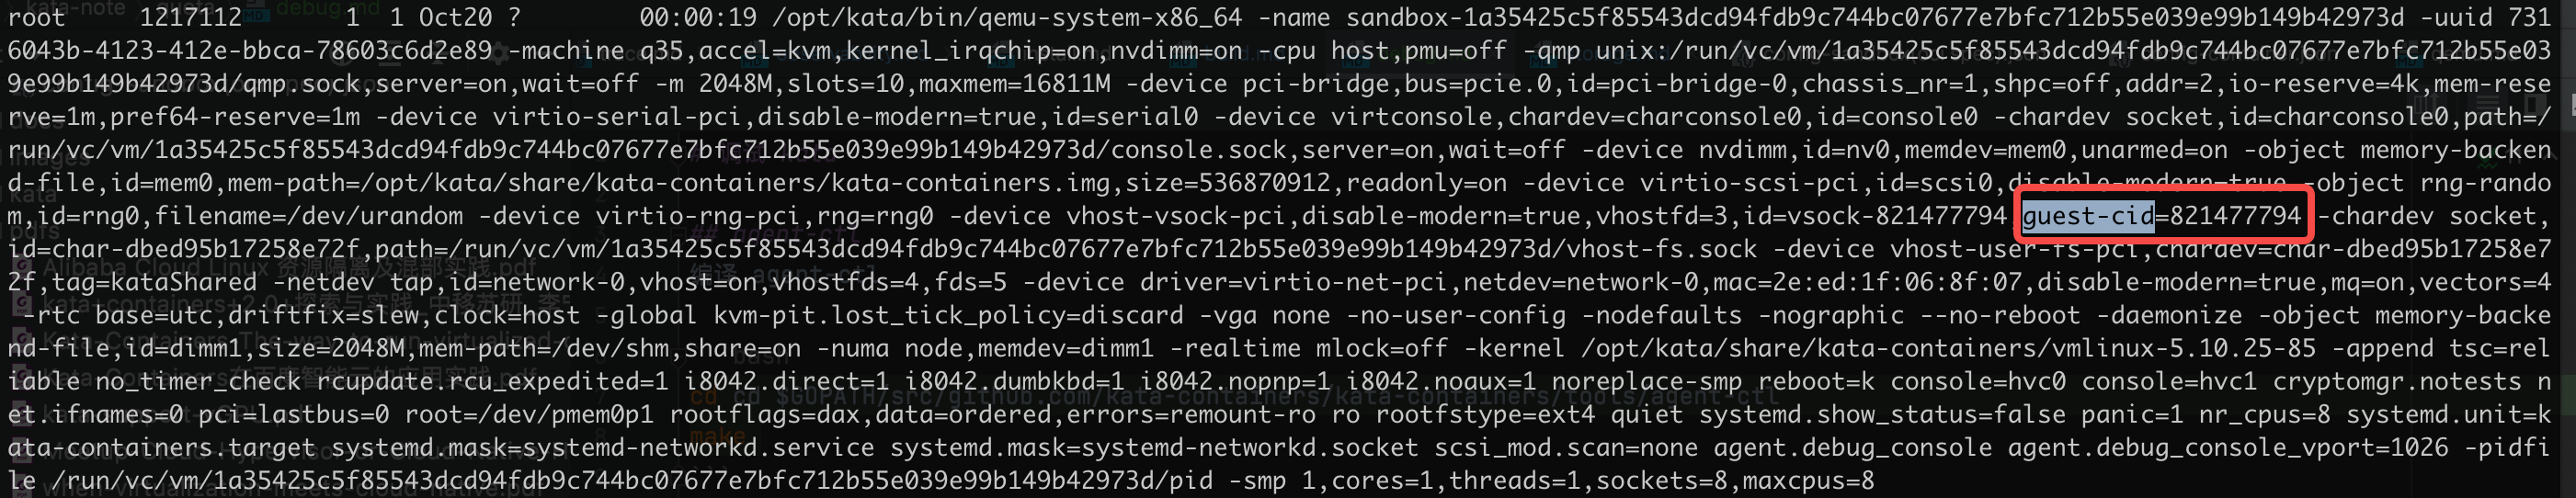 root     1217112       1  1 Oct20 ?        00:00:19 /opt/kata/bin/qemu-system-x86_64 -name sandbox-1a35425c5f85543dcd94fdb9c744bc07677e7bfc712b55e039e99b149b42973d -uuid 731
6043b-4123-412e-bbca-78603c6d2e89 -machine q35,accel=kvm,kernel_irqchip=on,nvdimm=on -cpu host,pmu=off -qmp unix:/run/vc/vm/1a35425c5f85543dcd94fdb9c744bc07677e7bfc712b55e03
9e99b149b42973d/qmp.sock,server=on,wait=off -m 2048M,slots=10,maxmem=16811M -device pci-bridge,bus=pcie.0,id=pci-bridge-0,chassis_nr=1,shpc=off,addr=2,io-reserve=4k,mem-rese
rve=1m,pref64-reserve=1m -device virtio-serial-pci,disable-modern=true,id=serial0 -device virtconsole,chardev=charconsole0,id=console0 -chardev socket,id=charconsole0,path=/
run/vc/vm/1a35425c5f85543dcd94fdb9c744bc07677e7bfc712b55e039e99b149b42973d/console.sock,server=on,wait=off -device nvdimm,id=nv0,memdev=mem0,unarmed=on -object memory-backen
d-file,id=mem0,mem-path=/opt/kata/share/kata-containers/kata-containers.img,size=536870912,readonly=on -device virtio-scsi-pci,id=scsi0,disable-modern=true -object rng-rando
m,id=rng0,filename=/dev/urandom -device virtio-rng-pci,rng=rng0 -device vhost-vsock-pci,disable-modern=true,vhostfd=3,id=vsock-821477794,guest-cid=821477794 -chardev socket,
id=char-dbed95b17258e72f,path=/run/vc/vm/1a35425c5f85543dcd94fdb9c744bc07677e7bfc712b55e039e99b149b42973d/vhost-fs.sock -device vhost-user-fs-pci,chardev=char-dbed95b17258e7
2f,tag=kataShared -netdev tap,id=network-0,vhost=on,vhostfds=4,fds=5 -device driver=virtio-net-pci,netdev=network-0,mac=2e:ed:1f:06:8f:07,disable-modern=true,mq=on,vectors=4
 -rtc base=utc,driftfix=slew,clock=host -global kvm-pit.lost_tick_policy=discard -vga none -no-user-config -nodefaults -nographic --no-reboot -daemonize -object memory-backe
nd-file,id=dimm1,size=2048M,mem-path=/dev/shm,share=on -numa node,memdev=dimm1 -realtime mlock=off -kernel /opt/kata/share/kata-containers/vmlinux-5.10.25-85 -append tsc=rel
iable no_timer_check rcupdate.rcu_expedited=1 i8042.direct=1 i8042.dumbkbd=1 i8042.nopnp=1 i8042.noaux=1 noreplace-smp reboot=k console=hvc0 console=hvc1 cryptomgr.notests n
et.ifnames=0 pci=lastbus=0 root=/dev/pmem0p1 rootflags=dax,data=ordered,errors=remount-ro ro rootfstype=ext4 quiet systemd.show_status=false panic=1 nr_cpus=8 systemd.unit=k
ata-containers.target systemd.mask=systemd-networkd.service systemd.mask=systemd-networkd.socket scsi_mod.scan=none agent.debug_console agent.debug_console_vport=1026 -pidfi
le /run/vc/vm/1a35425c5f85543dcd94fdb9c744bc07677e7bfc712b55e039e99b149b42973d/pid -smp 1,cores=1,threads=1,sockets=8,maxcpus=8